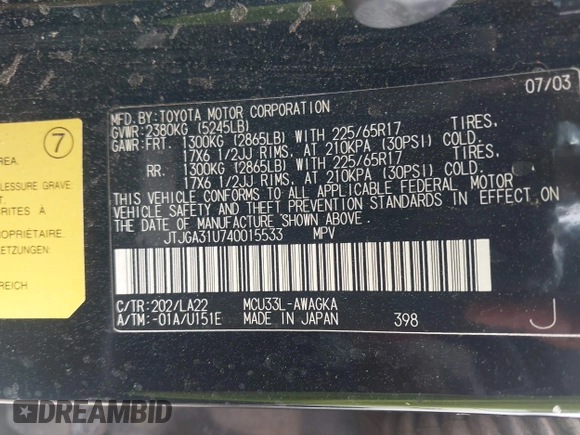 07/03
MFD. BY: TOYOTA MOTOR CORPORATION
GVWR: 2380KG (5245LB)
GAWR: FRT. 1300KG (2865LB) WITH 225/65R17 TIRES,
17X6 1/2JJ RIMS, AT 210KPA (30PSI) COLD.
RR. 1300KG (2865LB) WITH 225/65R17 TIRES,
17X6 1/2JJ RIMS, AT 210KPA (30PSI) COLD.
THIS VEHICLE CONFORMS TO ALL APPLICABLE FEDERAL MOTOR
VEHICLE SAFETY AND THEFT PREVENTION STANDARDS IN EFFECT ON
THE DATE OF MANUFACTURE SHOWN ABOVE.
JTJGA31U740015533 MPV
C/TR: 202/LA22 MCU33L-AWAGKA
A/TM: -01A/U151E MADE IN JAPAN 398 J
7
AREA.
LESSURE GRAVE
T.
RITES A
PROPRIÉTAIRE.
REICH
DREAMBID